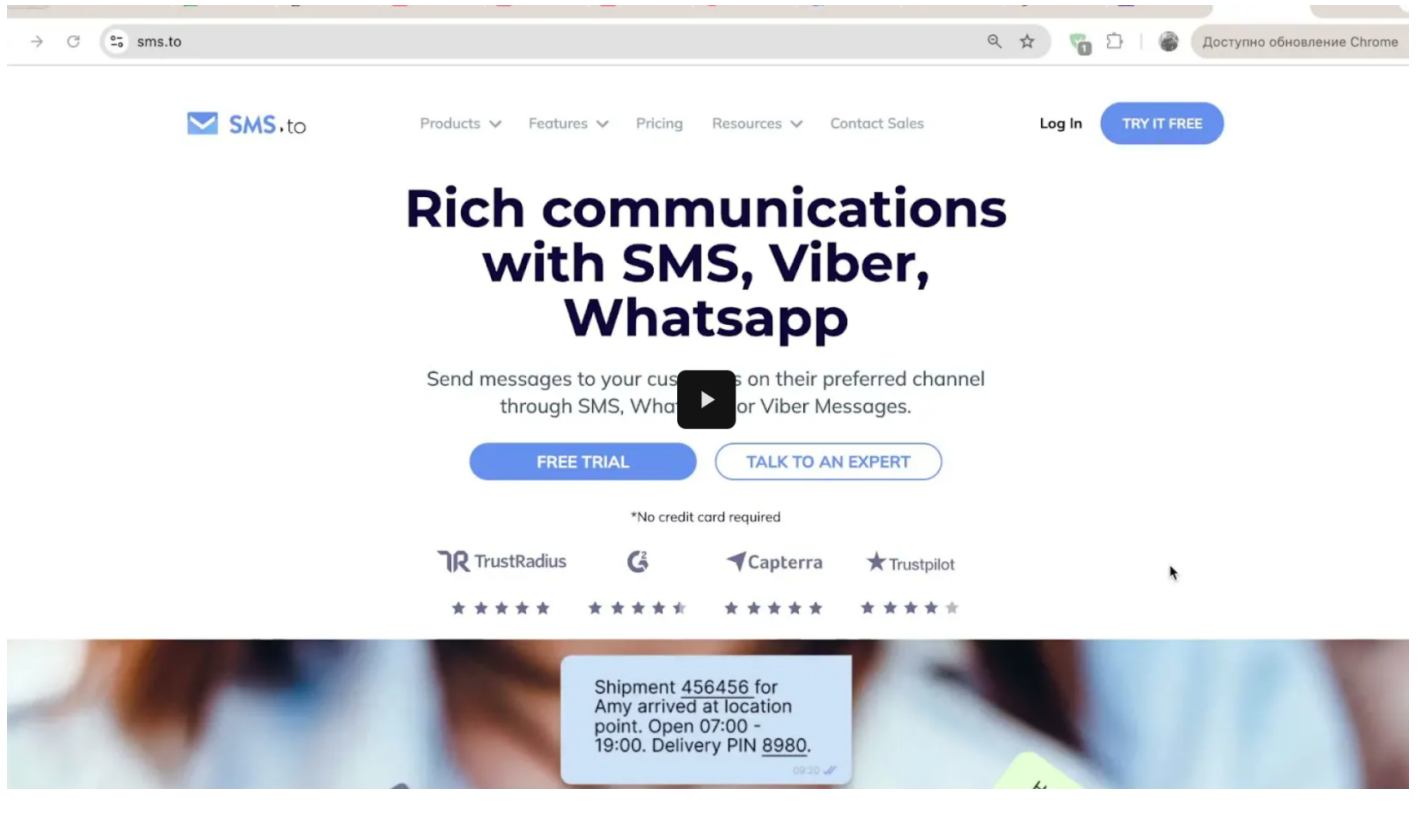 sms.to
Доступно обновление Chrome
1
SMS.to
Products
Features
Pricing
Resources
Contact Sales
Log In
TRY IT FREE
Rich communications
with SMS, Viber,
Whatsapp
Send messages to your on their preferred channel
through SMS, or Viber Messages.
FREE TRIAL
TALK TO AN EXPERT
*No credit card required
TrustRadius
G2
Capterra
Trustpilot
Shipment 456456 for
Amy arrived at location
point. Open 07:00 -
19:00. Delivery PIN 8980.
09:20